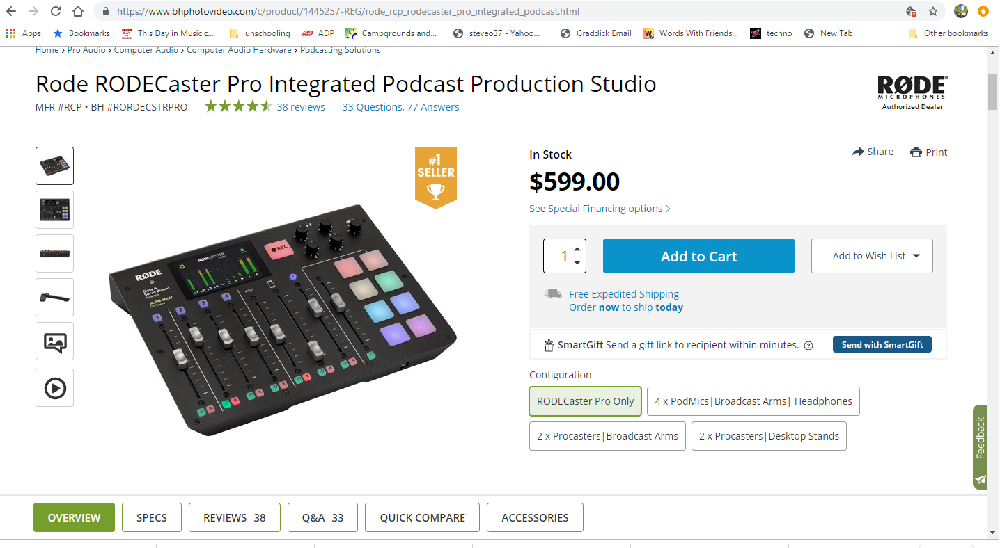 https://www.bhphotovideo.com/c/product/1445257-REG/rode_rcp_rodecaster_pro_integrated_podcast.html
Apps Bookmarks This Day in Music.c... unschooling ADP Campgrounds and... steveo37 - Yahoo... Graddick Email Words With Friends... techno New Tab Other bookmarks
Home › Pro Audio › Computer Audio › Computer Audio Hardware › Podcasting Solutions
Rode RODECaster Pro Integrated Podcast Production Studio
MFR #RCP • BH #RORDECSTRPRO 38 reviews 33 Questions, 77 Answers
RØDE
MICROPHONES
Authorized Dealer
#1
SELLER
RØDE
Class-A
Servo Biased
Preamps
APHEX
On-board
RØDECASTER
PRO
REC
1 2 3 4
In Stock
Share Print
$599.00
See Special Financing options >
1 Add to Cart Add to Wish List
Free Expedited Shipping
Order now to ship today
SmartGift Send a gift link to recipient within minutes. ? Send with SmartGift
Configuration
RODECaster Pro Only 4 x PodMics|Broadcast Arms| Headphones
2 x Procasters|Broadcast Arms 2 x Procasters|Desktop Stands
Feedback
OVERVIEW SPECS REVIEWS 38 Q&A 33 QUICK COMPARE ACCESSORIES